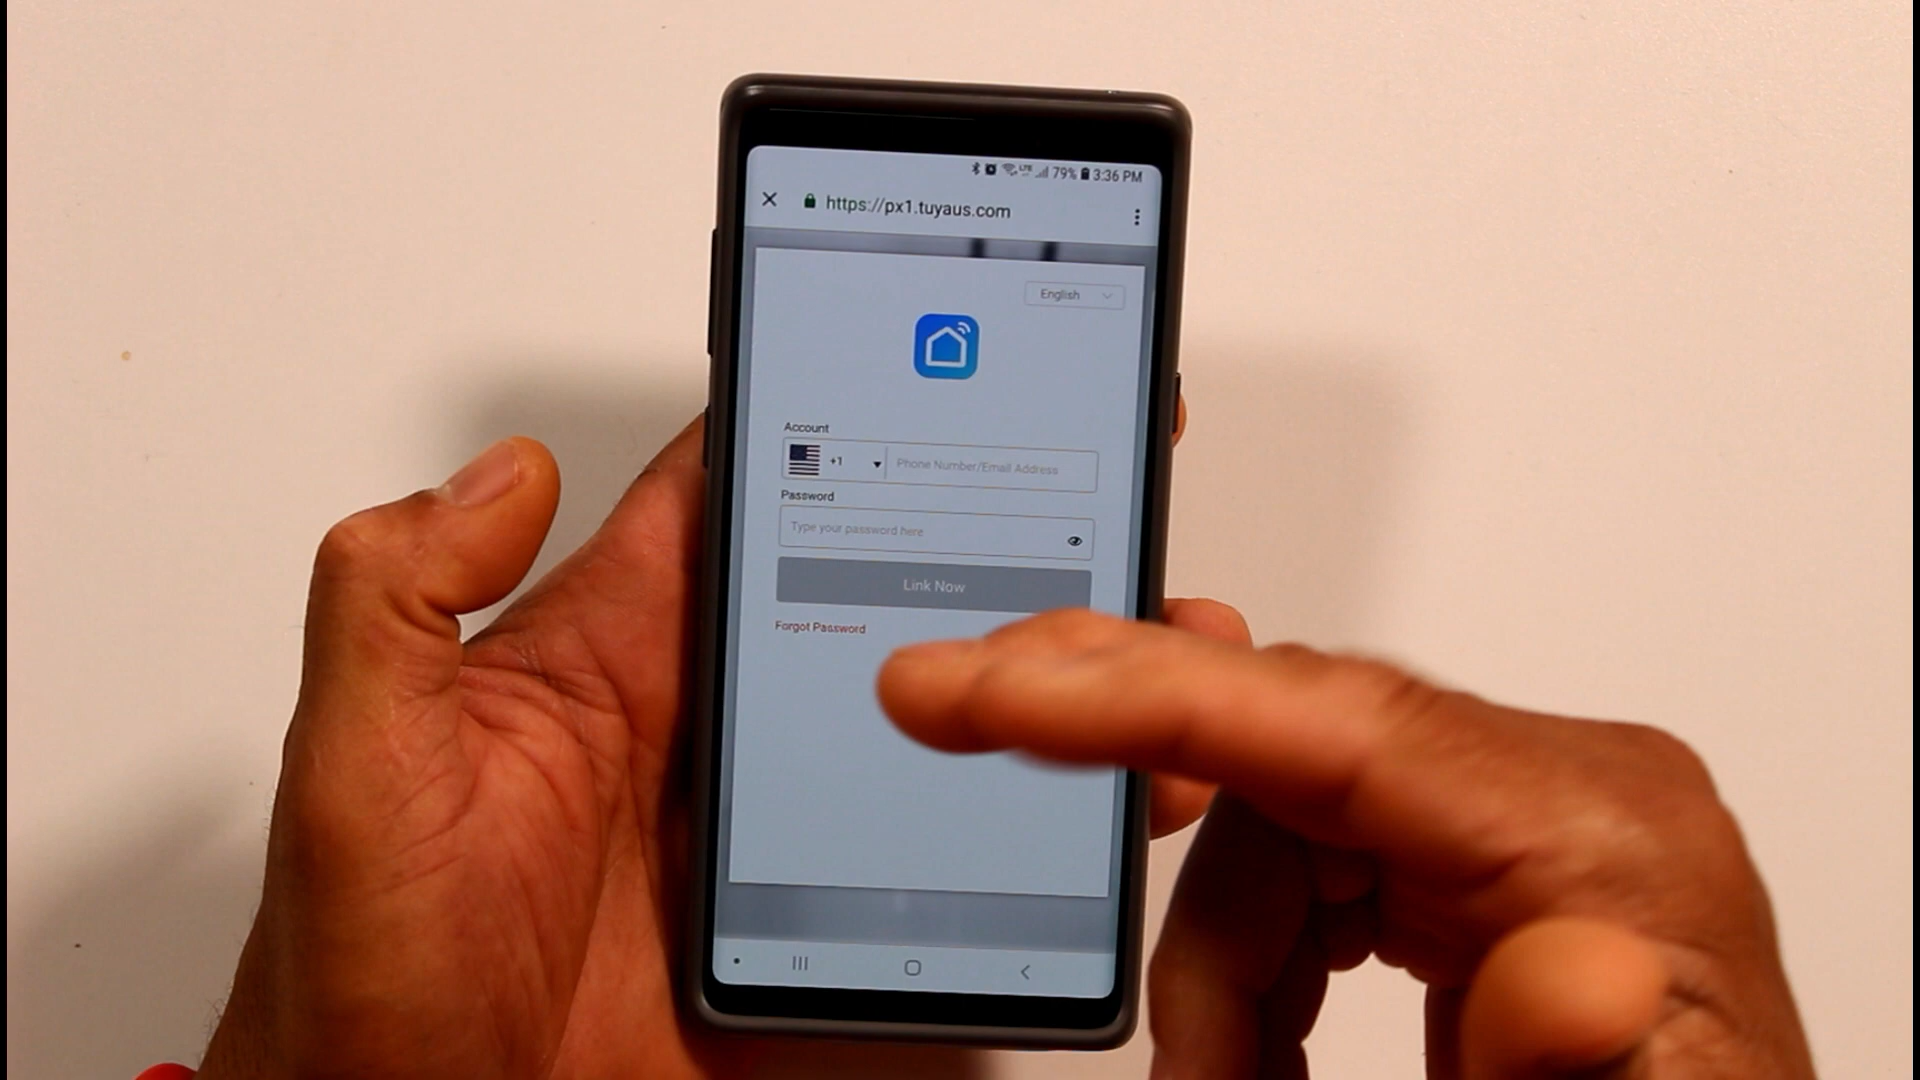 LTE 79% 3:36 PM
https://px1.tuyaus.com
English
Account
+1 Phone Number/Email Address
Password
Type your password here
Link Now
Forgot Password